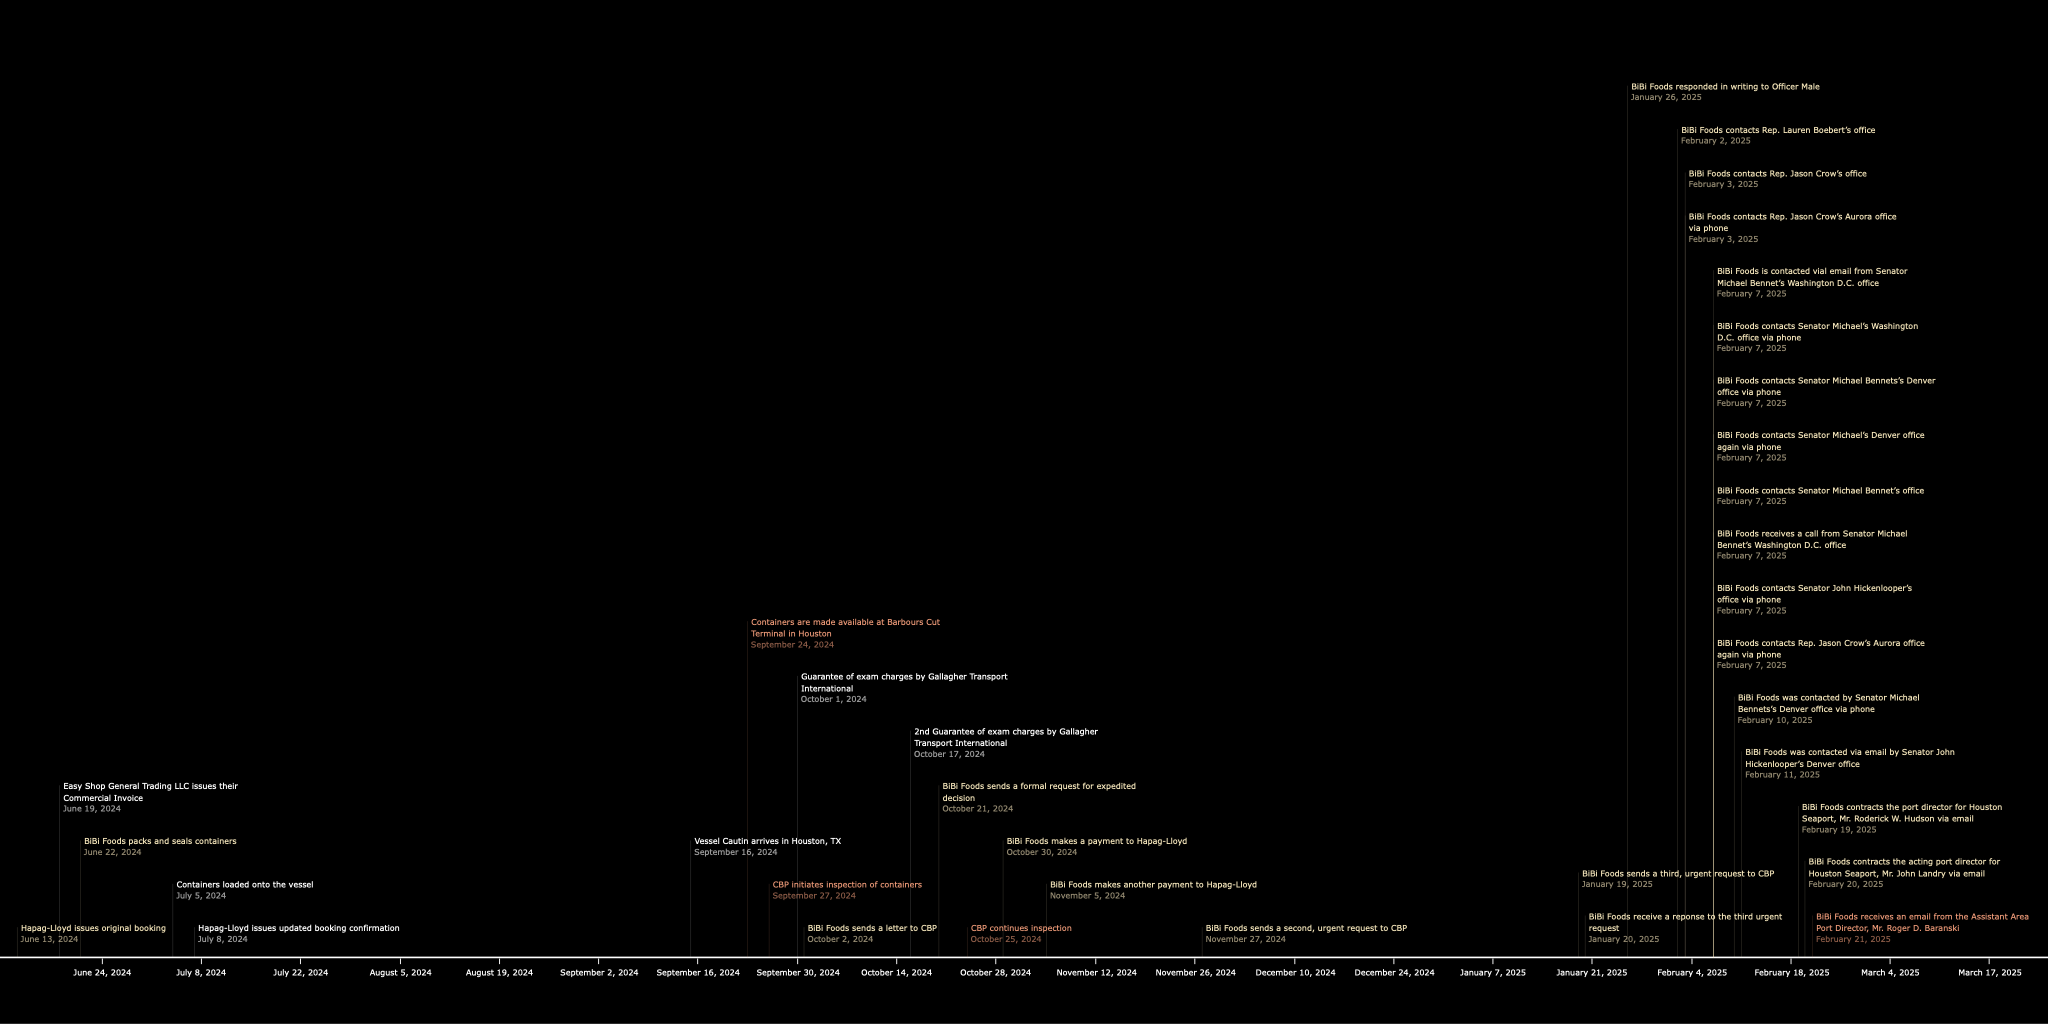 BiBi Foods responded in writing to Officer Male
January 26, 2025
BiBi Foods contacts Rep. Lauren Boebert’s office
February 2, 2025
BiBi Foods contacts Rep. Jason Crow’s office
February 3, 2025
BiBi Foods contacts Rep. Jason Crow’s Aurora office
via phone
February 3, 2025
BiBi Foods is contacted vial email from Senator
Michael Bennet’s Washington D.C. office
February 7, 2025
BiBi Foods contacts Senator Michael’s Washington
D.C. office via phone
February 7, 2025
BiBi Foods contacts Senator Michael Bennets’s Denver
office via phone
February 7, 2025
BiBi Foods contacts Senator Michael’s Denver office
again via phone
February 7, 2025
BiBi Foods contacts Senator Michael Bennet’s office
February 7, 2025
BiBi Foods receives a call from Senator Michael
Bennet’s Washington D.C. office
February 7, 2025
BiBi Foods contacts Senator John Hickenlooper’s
office via phone
February 7, 2025
Containers are made available at Barbours Cut
Terminal in Houston
September 24, 2024
BiBi Foods contacts Rep. Jason Crow’s Aurora office
again via phone
February 7, 2025
Guarantee of exam charges by Gallagher Transport
International
October 1, 2024
BiBi Foods was contacted by Senator Michael
Bennets’s Denver office via phone
February 10, 2025
2nd Guarantee of exam charges by Gallagher
Transport International
October 17, 2024
BiBi Foods was contacted via email by Senator John
Hickenlooper’s Denver office
February 11, 2025
Easy Shop General Trading LLC issues their
Commercial Invoice
June 19, 2024
BiBi Foods sends a formal request for expedited
decision
October 21, 2024
BiBi Foods contracts the port director for Houston
Seaport, Mr. Roderick W. Hudson via email
February 19, 2025
BiBi Foods packs and seals containers
June 22, 2024
Vessel Cautin arrives in Houston, TX
September 16, 2024
BiBi Foods makes a payment to Hapag-Lloyd
October 30, 2024
BiBi Foods contracts the acting port director for
Houston Seaport, Mr. John Landry via email
February 20, 2025
BiBi Foods sends a third, urgent request to CBP
January 19, 2025
Containers loaded onto the vessel
July 5, 2024
CBP initiates inspection of containers
September 27, 2024
BiBi Foods makes another payment to Hapag-Lloyd
November 5, 2024
BiBi Foods receive a reponse to the third urgent
request
January 20, 2025
BiBi Foods receives an email from the Assistant Area
Port Director, Mr. Roger D. Baranski
February 21, 2025
Hapag-Lloyd issues original booking
June 13, 2024
Hapag-Lloyd issues updated booking confirmation
July 8, 2024
BiBi Foods sends a letter to CBP
October 2, 2024
CBP continues inspection
October 25, 2024
BiBi Foods sends a second, urgent request to CBP
November 27, 2024
June 24, 2024
July 8, 2024
July 22, 2024
August 5, 2024
August 19, 2024
September 2, 2024
September 16, 2024
September 30, 2024
October 14, 2024
October 28, 2024
November 12, 2024
November 26, 2024
December 10, 2024
December 24, 2024
January 7, 2025
January 21, 2025
February 4, 2025
February 18, 2025
March 4, 2025
March 17, 2025